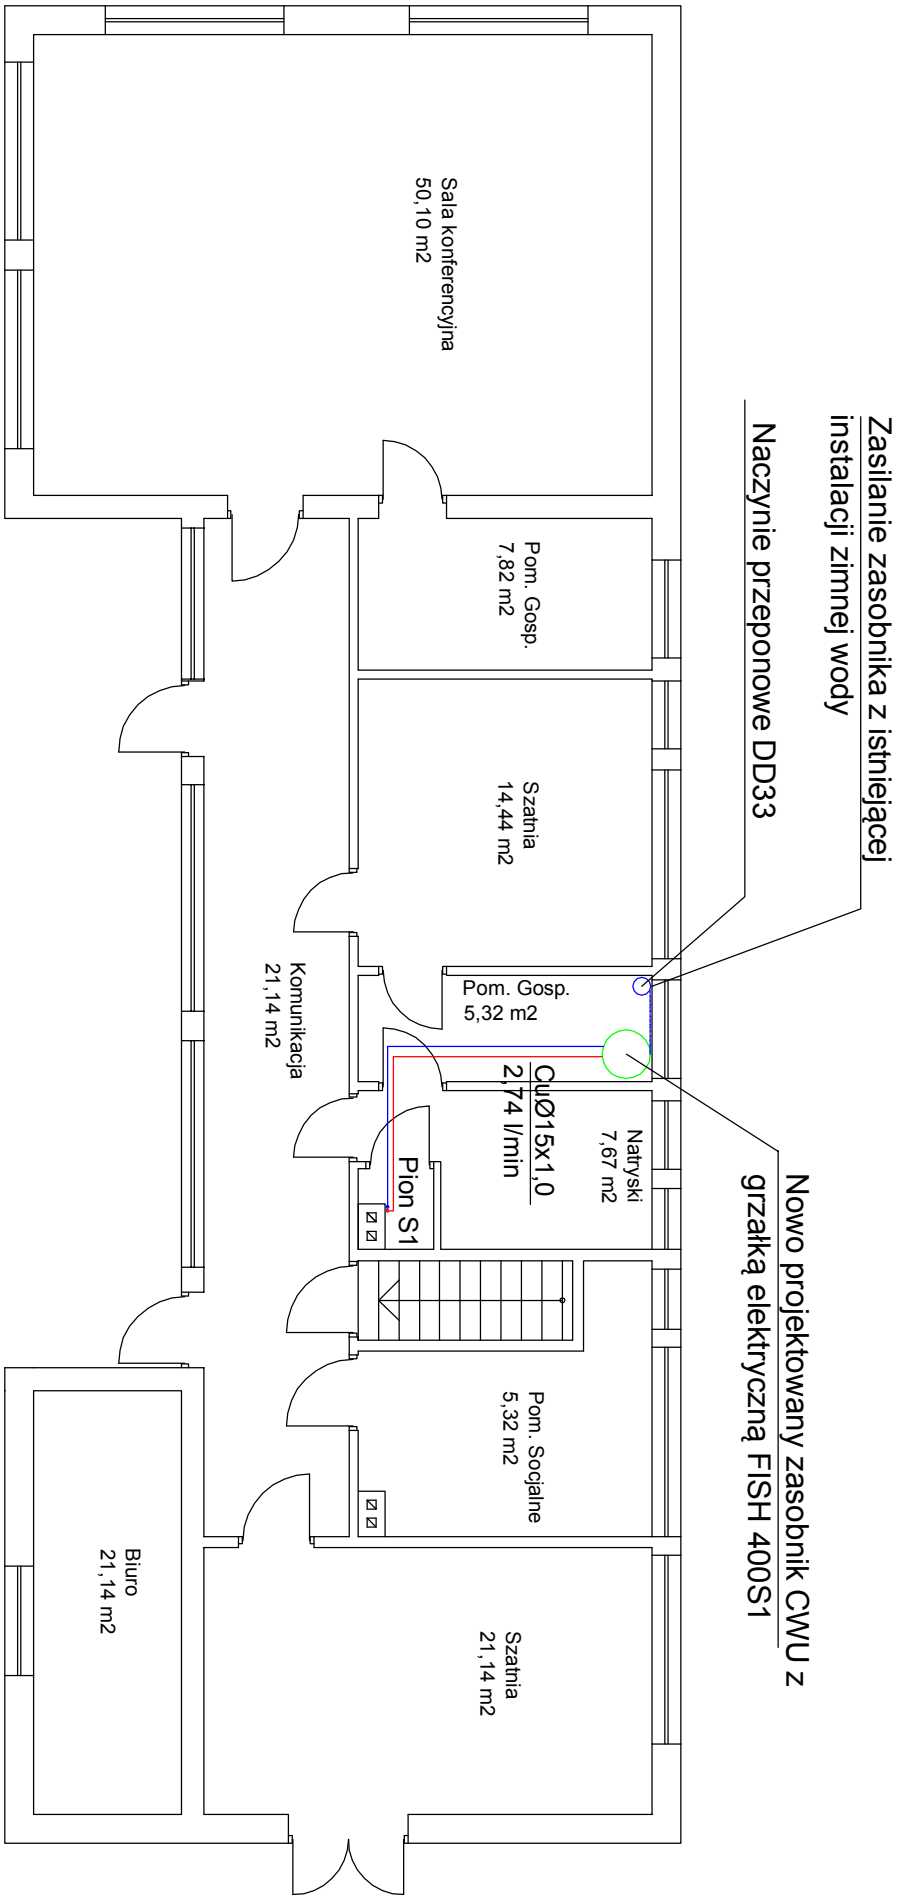 Zasilanie zasobnika z istniejącej
instalacji zimnej wody
Naczynie przeponowe DD33
Nowo projektowany zasobnik CWU z
grzałką elektryczną FISH 400S1
Sala konferencyjna
50,10 m2
Pom. Gosp.
7,82 m2
Szatnia
14,44 m2
Pom. Gosp.
5,32 m2
CuØ15x1,0
2,74 l/min
Natryski
7,67 m2
Pion S1
Komunikacja
21,14 m2
Pom. Socjalne
5,32 m2
Szatnia
21,14 m2
Biuro
21,14 m2